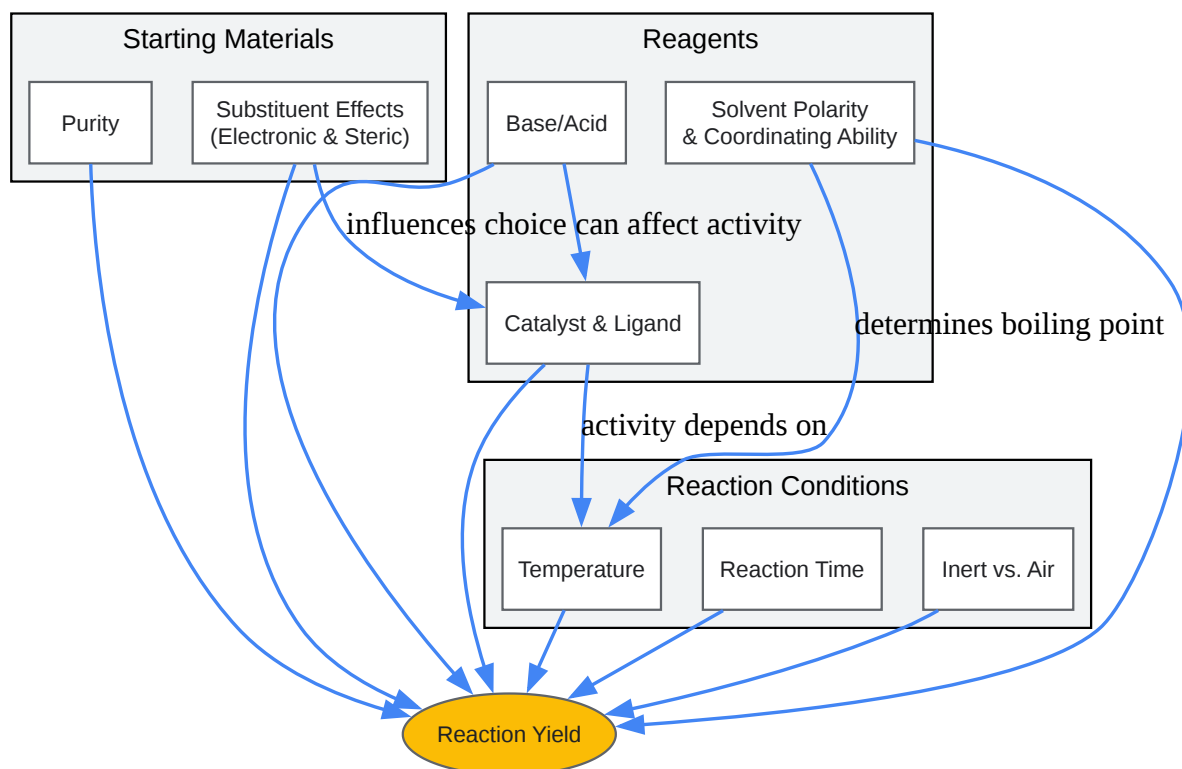 Starting Materials
Reagents
Purity
Substituent Effects
(Electronic & Steric)
Base/Acid
Solvent Polarity
& Coordinating Ability
influences choice
can affect activity
Catalyst & Ligand
determines boiling point
activity depends on
Reaction Conditions
Temperature
Reaction Time
Inert vs. Air
Reaction Yield